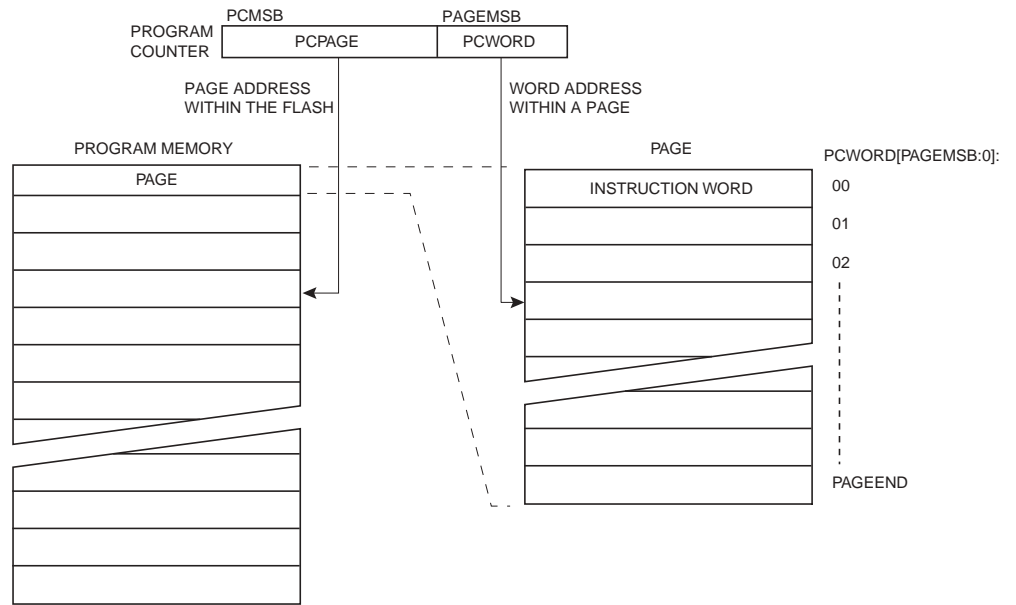 PCMSB
PAGEMSB
PROGRAM
COUNTER
PCPAGE
PCWORD
PAGE ADDRESS
WITHIN THE FLASH
WORD ADDRESS
WITHIN A PAGE
PROGRAM MEMORY
PAGE
PAGE
PCWORD[PAGEMSB:0]:
INSTRUCTION WORD
00
01
02
PAGEEND